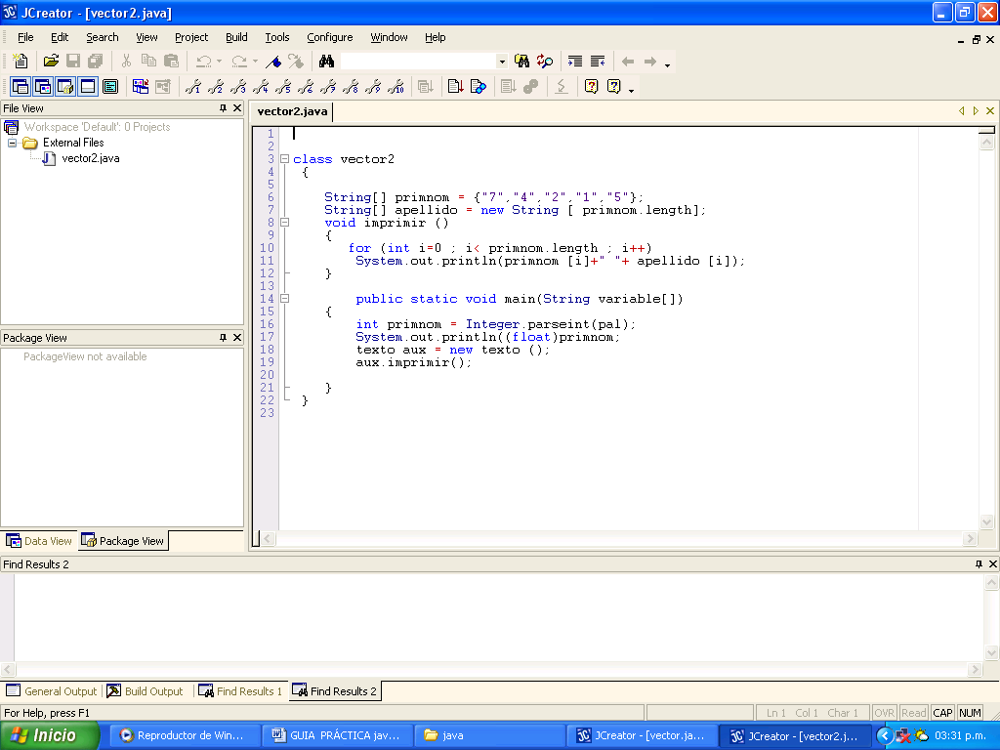 JCreator - [vector2.java]
File Edit Search View Project Build Tools Configure Window Help
File View
Workspace 'Default': 0 Projects
External Files
vector2.java
Package View
PackageView not available
Data View Package View
vector2.java
1
2
3 class vector2
4 {
5
6 String[] primnom = {"7","4","2","1","5"};
7 String[] apellido = new String [ primnom.length];
8 void imprimir ()
9 {
10 for (int i=0 ; i< primnom.length ; i++)
11 System.out.println(primnom [i]+" "+ apellido [i]);
12 }
13
14 public static void main(String variable[])
15 {
16 int primnom = Integer.parseint(pal);
17 System.out.println((float)primnom;
18 texto aux = new texto ();
19 aux.imprimir();
20
21 }
22 }
23
Find Results 2
General Output Build Output Find Results 1 Find Results 2
For Help, press F1 Ln 1 Col 1 Char 1 OVR Read CAP NUM
Inicio Reproductor de Win... GUIA PRÁCTICA jav... java JCreator - [vector.ja... JCreator - [vector2.j... 03:31 p.m.